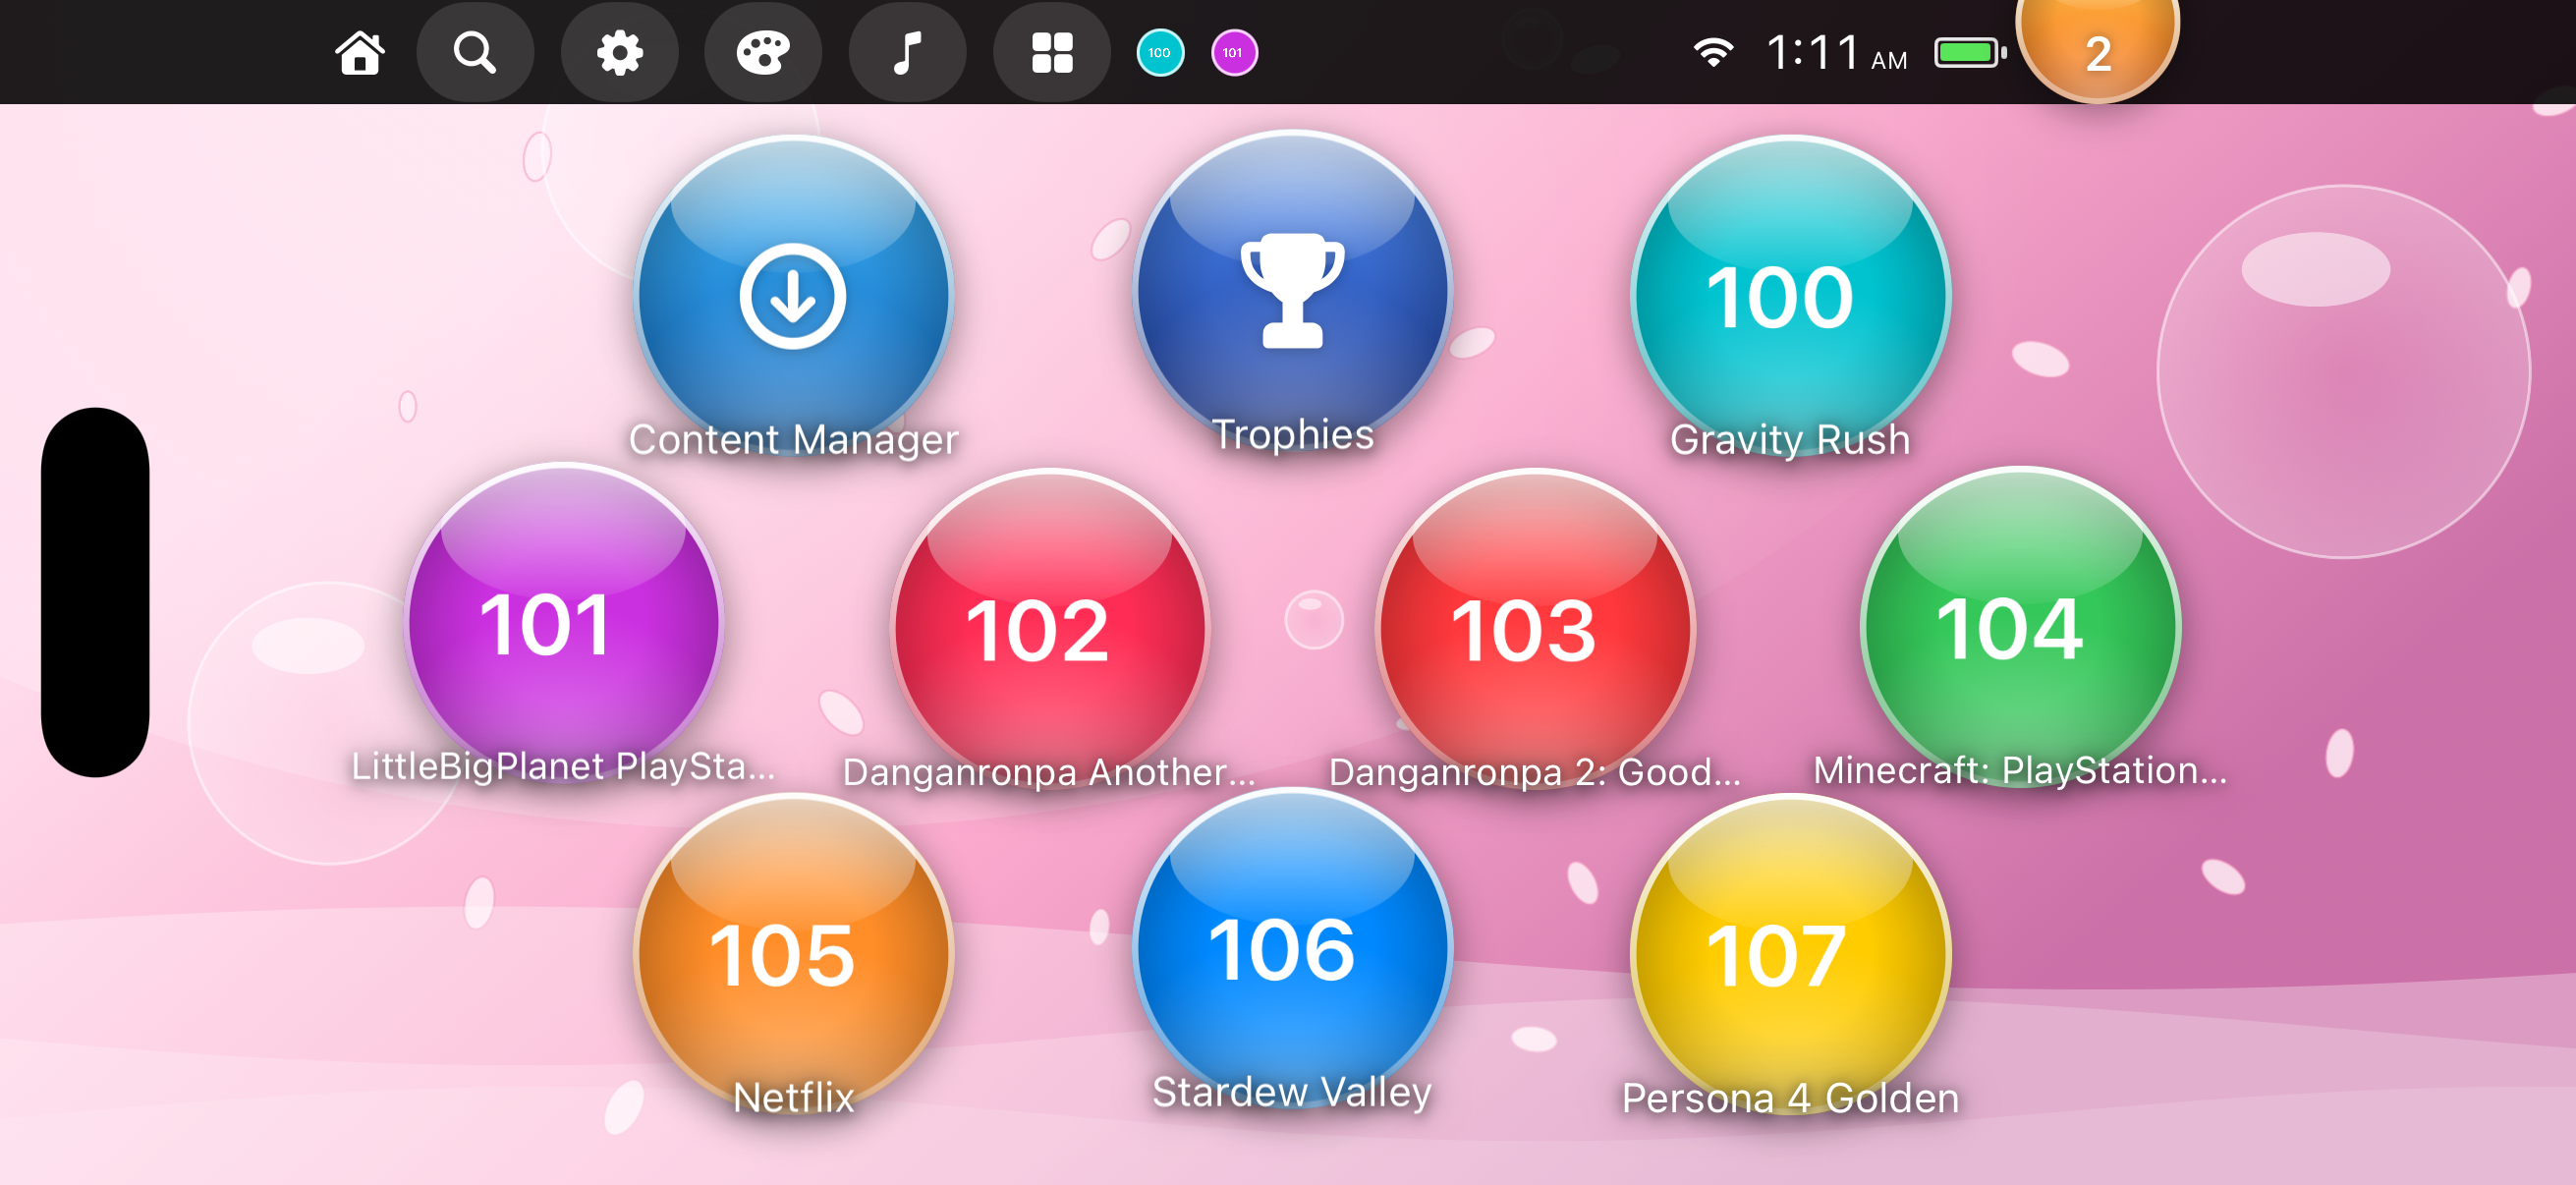 100
101
1:11 AM
2
100
Content Manager
Trophies
Gravity Rush
101
102
103
104
LittleBigPlanet PlaySta...
Danganronpa Another...
Danganronpa 2: Good...
Minecraft: PlayStation...
105
106
107
Netflix
Stardew Valley
Persona 4 Golden